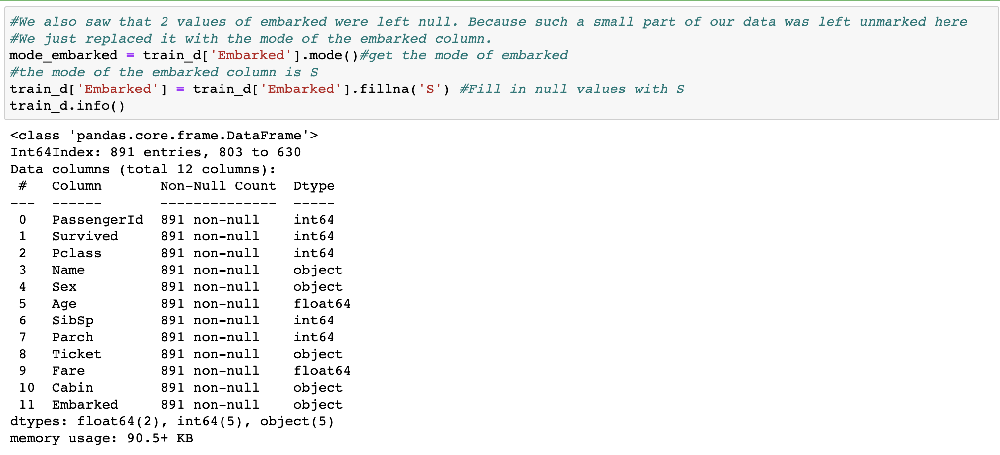 #We also saw that 2 values of embarked were left null. Because such a small part of our data was left unmarked here
#We just replaced it with the mode of the embarked column.
mode_embarked = train_d['Embarked'].mode()#get the mode of embarked
#the mode of the embarked column is S
train_d['Embarked'] = train_d['Embarked'].fillna('S') #Fill in null values with S
train_d.info()
<class 'pandas.core.frame.DataFrame'>
Int64Index: 891 entries, 803 to 630
Data columns (total 12 columns):
 #   Column       Non-Null Count  Dtype
---  ------       --------------  -----
 0   PassengerId  891 non-null    int64
 1   Survived     891 non-null    int64
 2   Pclass       891 non-null    int64
 3   Name         891 non-null    object
 4   Sex          891 non-null    object
 5   Age          891 non-null    float64
 6   SibSp        891 non-null    int64
 7   Parch        891 non-null    int64
 8   Ticket       891 non-null    object
 9   Fare         891 non-null    float64
 10  Cabin        891 non-null    object
 11  Embarked     891 non-null    object
dtypes: float64(2), int64(5), object(5)
memory usage: 90.5+ KB